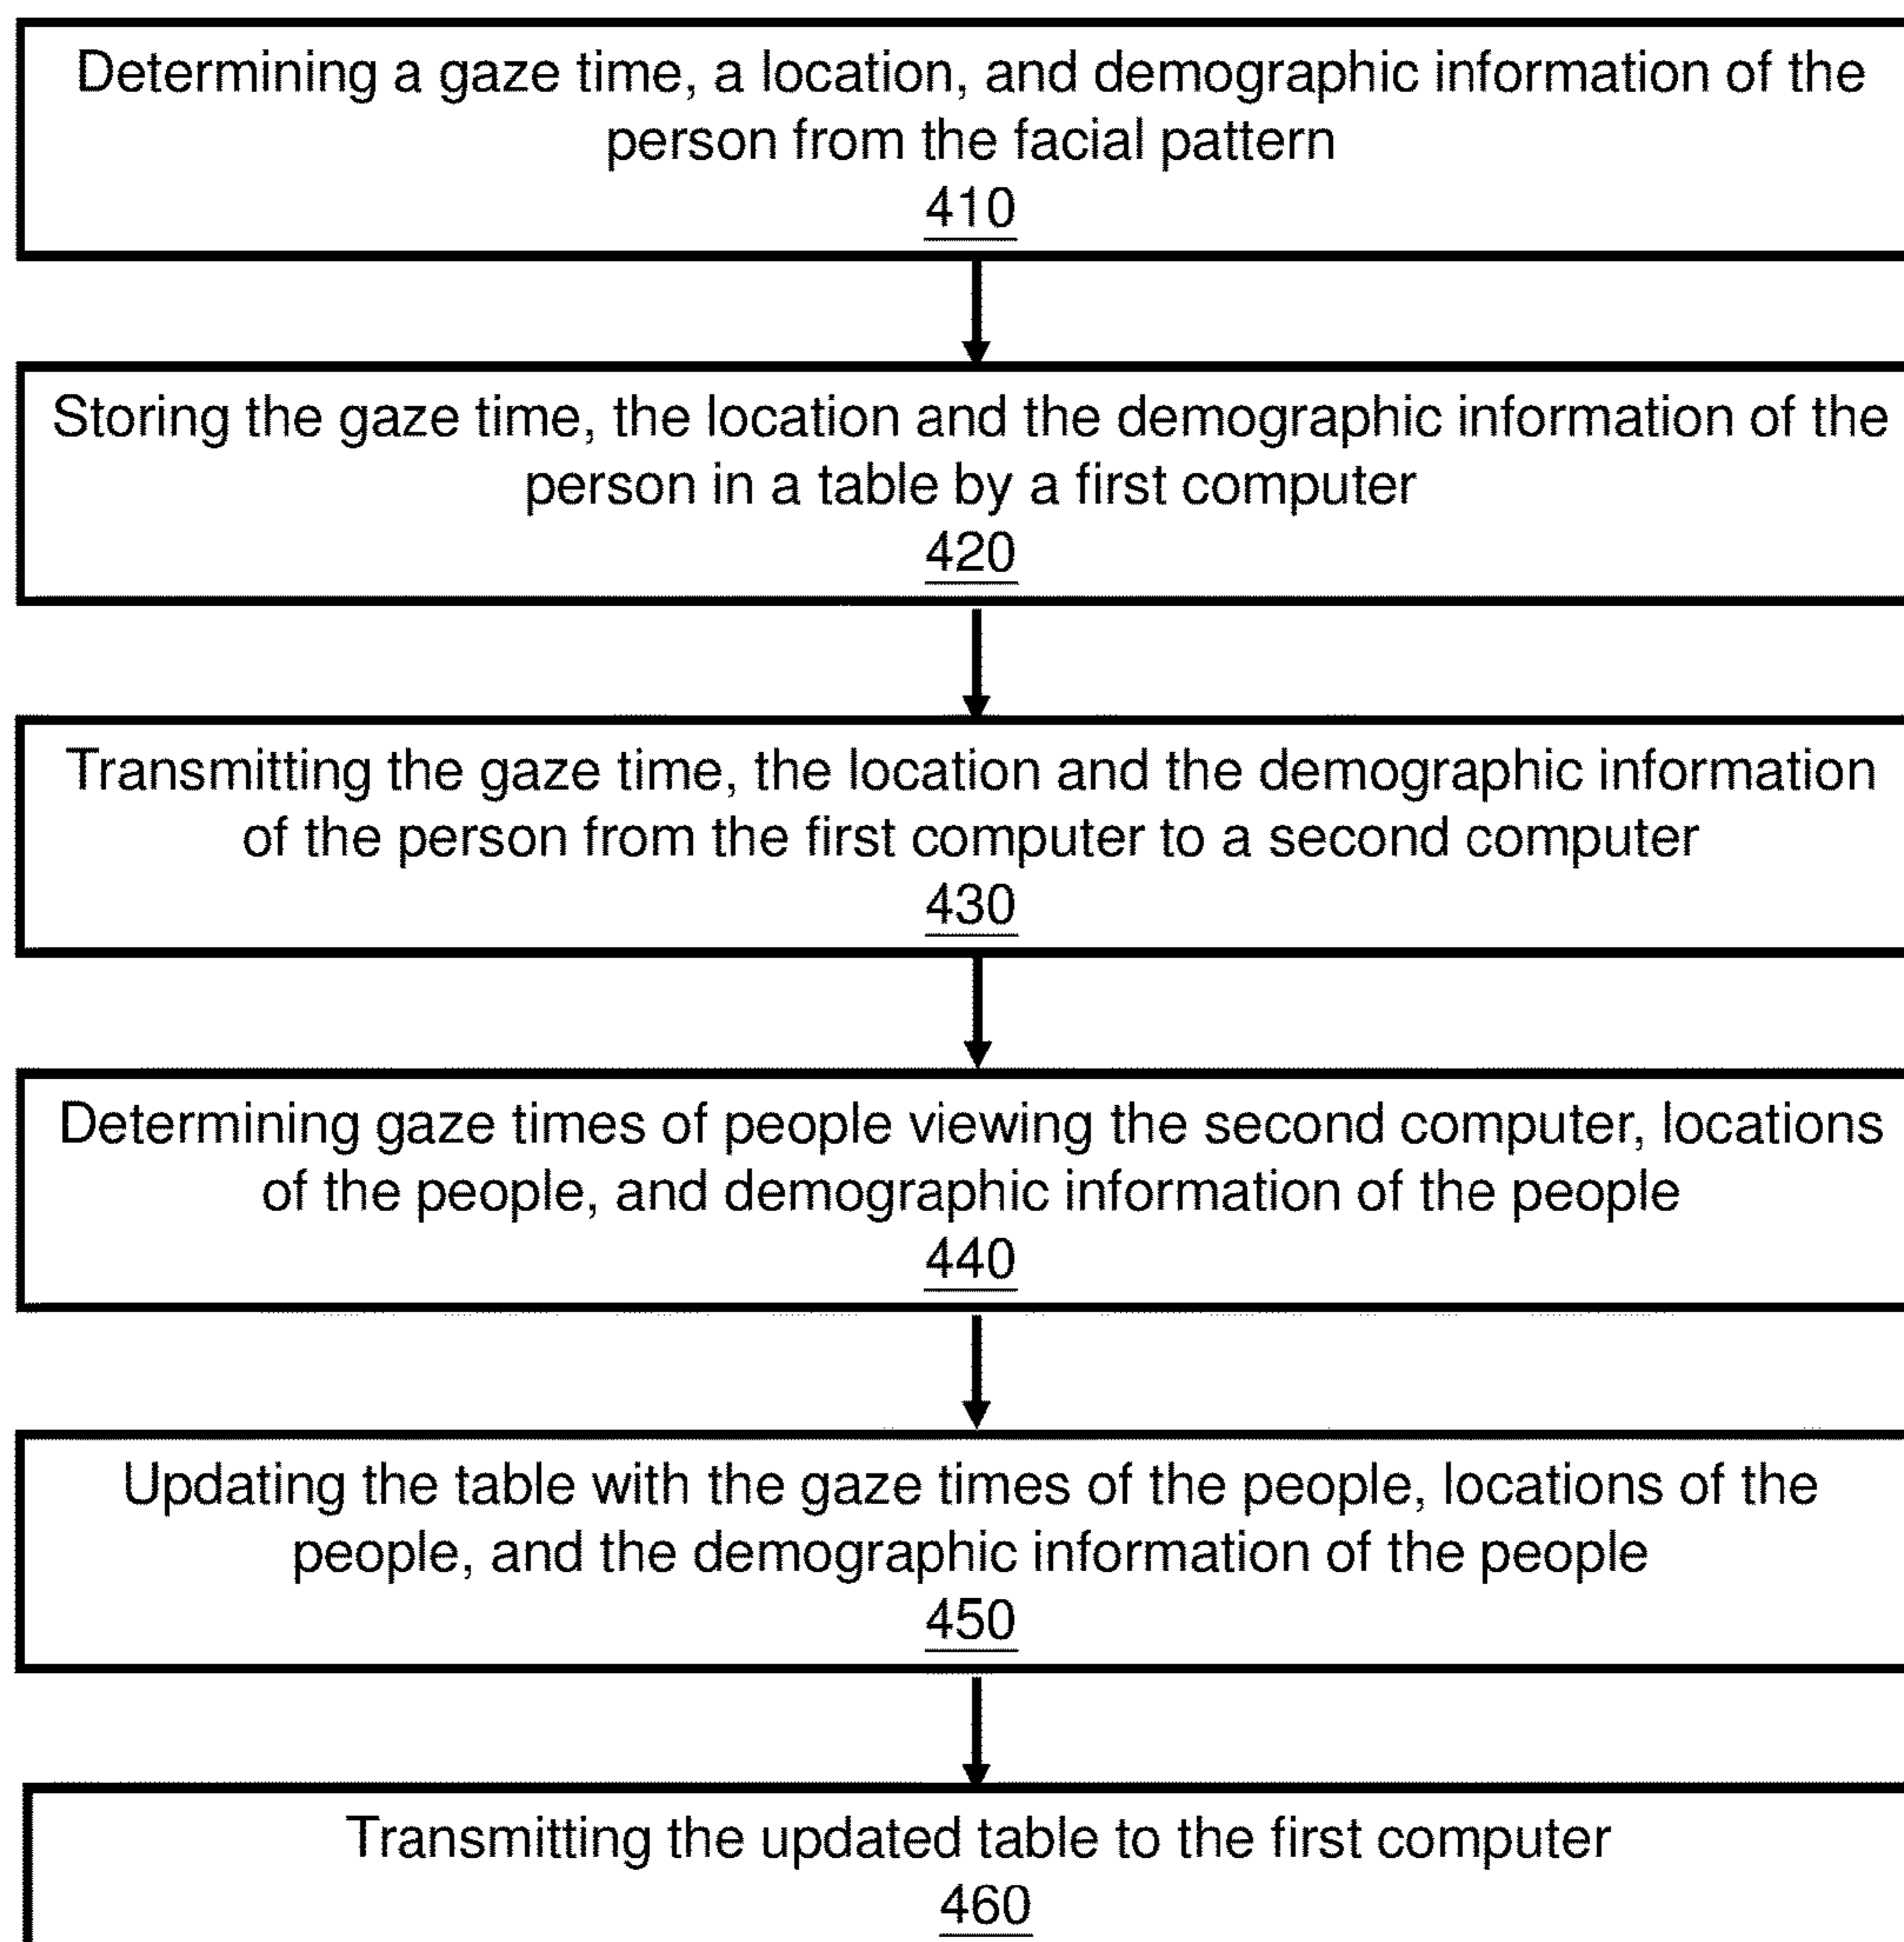 Determining a gaze time, a location, and demographic information of the
person from the facial pattern
410
Storing the gaze time, the location and the demographic information of the
person in a table by a first computer
420
Transmitting the gaze time, the location and the demographic information
of the person from the first computer to a second computer
430
Determining gaze times of people viewing the second computer, locations
of the people, and demographic information of the people
440
Updating the table with the gaze times of the people, locations of the
people, and the demographic information of the people
450
Transmitting the updated table to the first computer
460